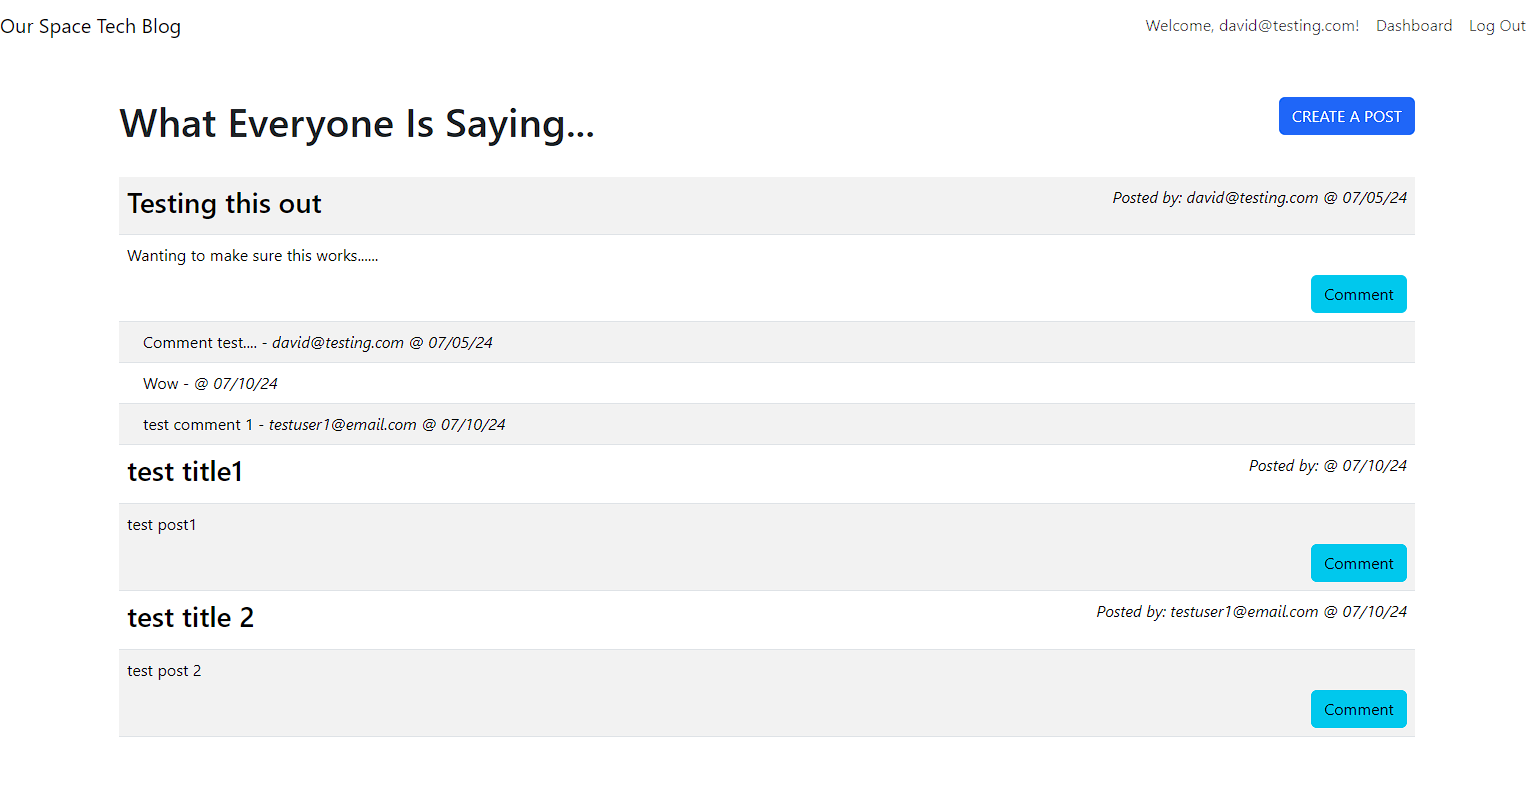 Our Space Tech Blog
Welcome, david@testing.com! Dashboard Log Out
What Everyone Is Saying...
CREATE A POST
Testing this out
Posted by: david@testing.com @ 07/05/24
Wanting to make sure this works......
Comment
Comment test.... - david@testing.com @ 07/05/24
Wow - @ 07/10/24
test comment 1 - testuser1@email.com @ 07/10/24
test title1
Posted by: @ 07/10/24
test post1
Comment
test title 2
Posted by: testuser1@email.com @ 07/10/24
test post 2
Comment